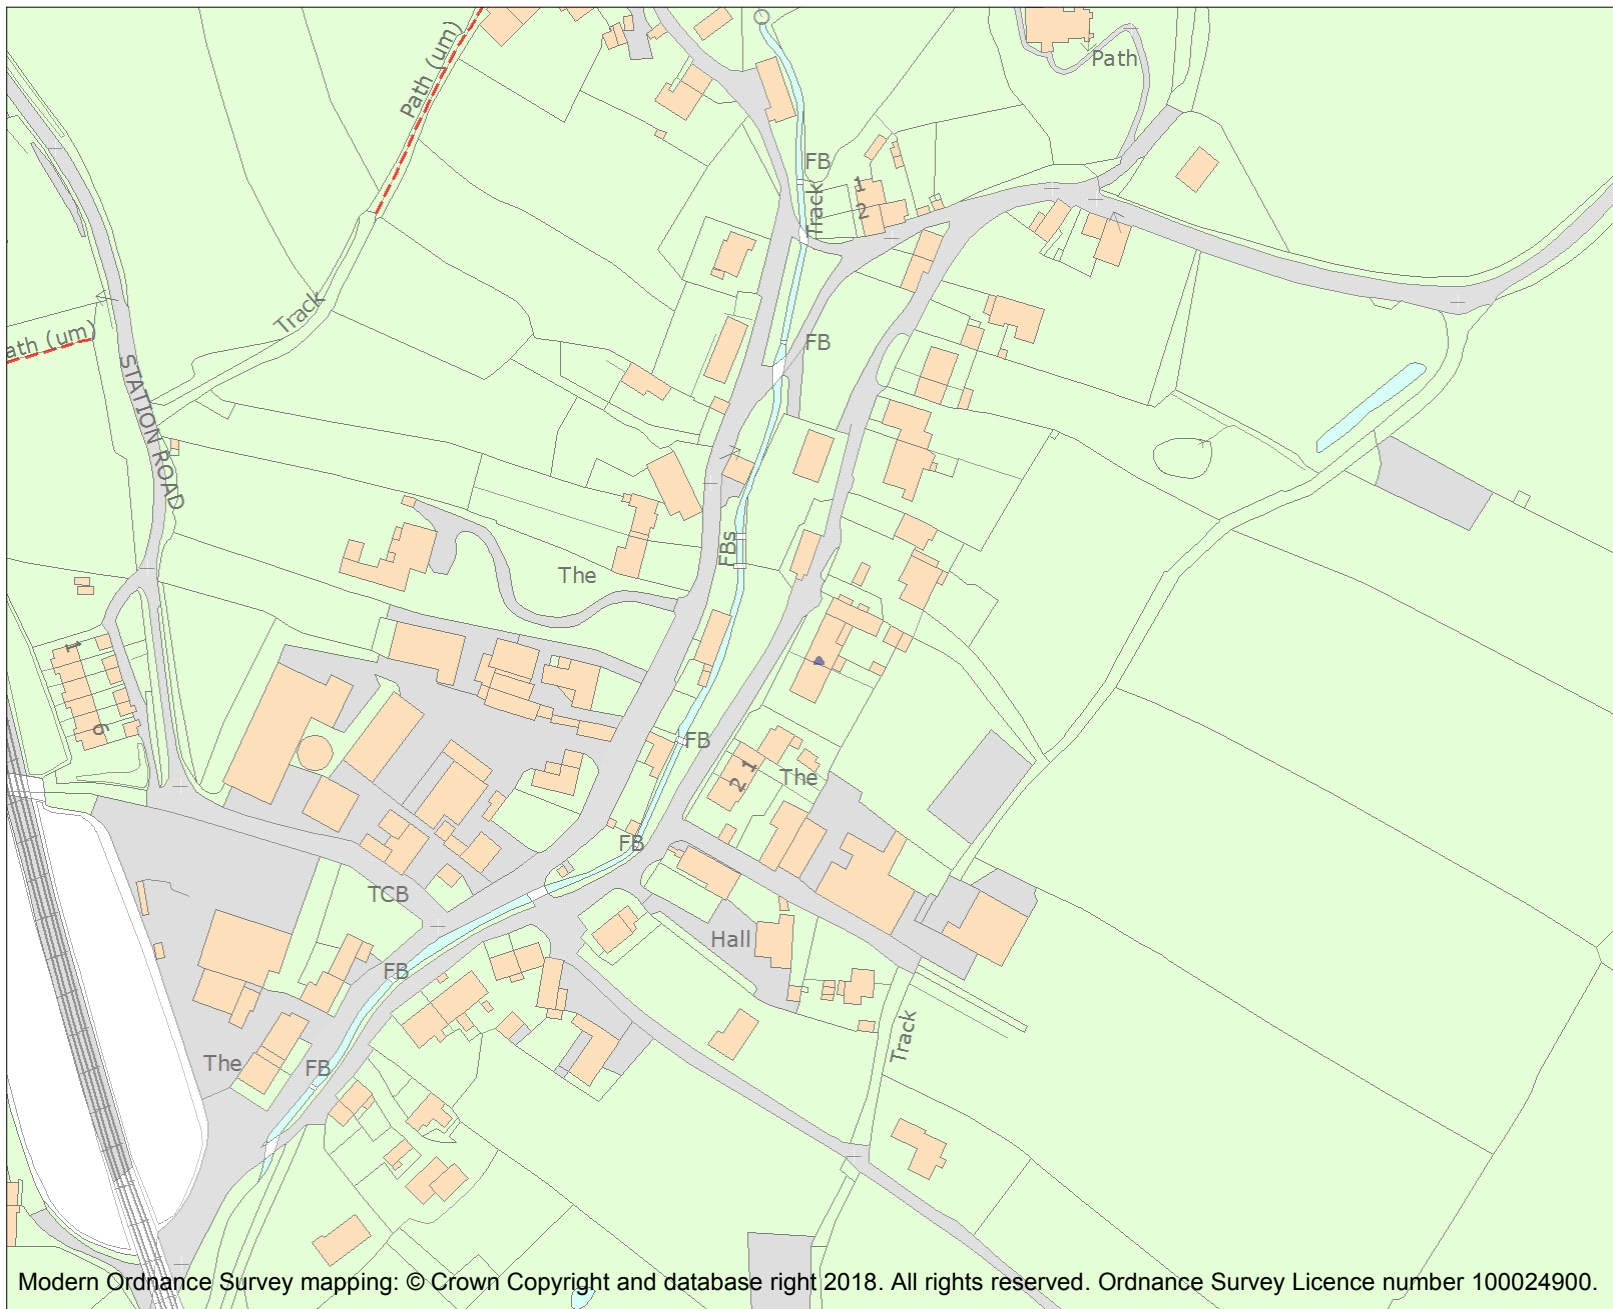 Path (um)
Path
FB
Track
1
2
Track
ath (um)
STATION ROAD
FB
FBs
The
1
6
FB
1
2
The
FB
TCB
Hall
FB
Track
The
FB
Modern Ordnance Survey mapping: © Crown Copyright and database right 2018. All rights reserved. Ordnance Survey Licence number 100024900.